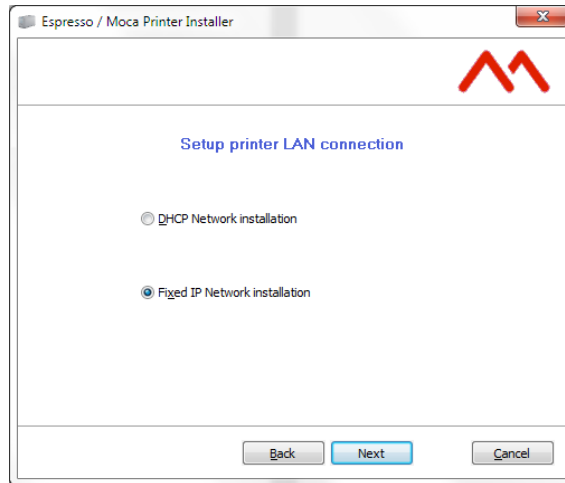 Espresso / Moca Printer Installer
Setup printer LAN connection
DHCP Network installation
Fixed IP Network installation
Back Next Cancel